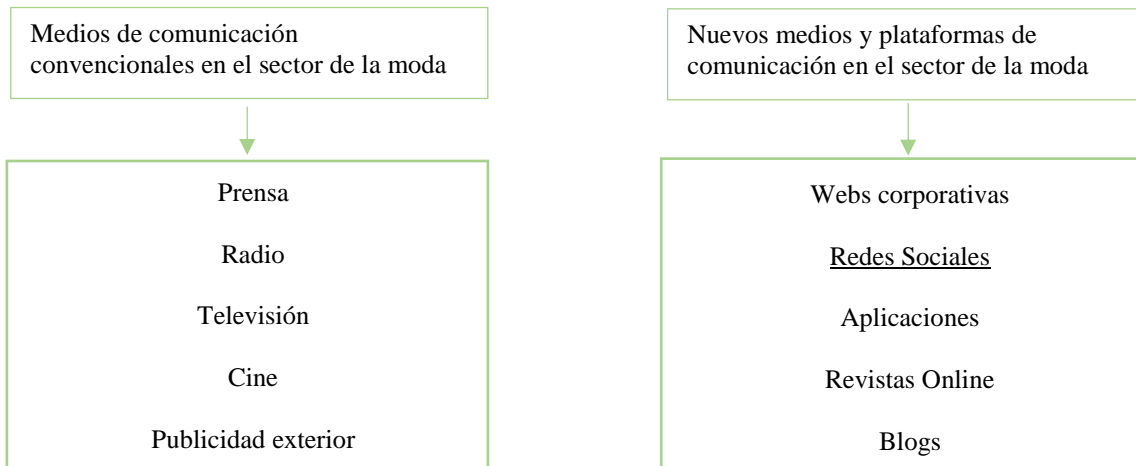 Medios de comunicación
convencionales en el sector de la moda
Prensa
Radio
Televisión
Cine
Publicidad exterior
Nuevos medios y plataformas de
comunicación en el sector de la moda
Webs corporativas
Redes Sociales
Aplicaciones
Revistas Online
Blogs